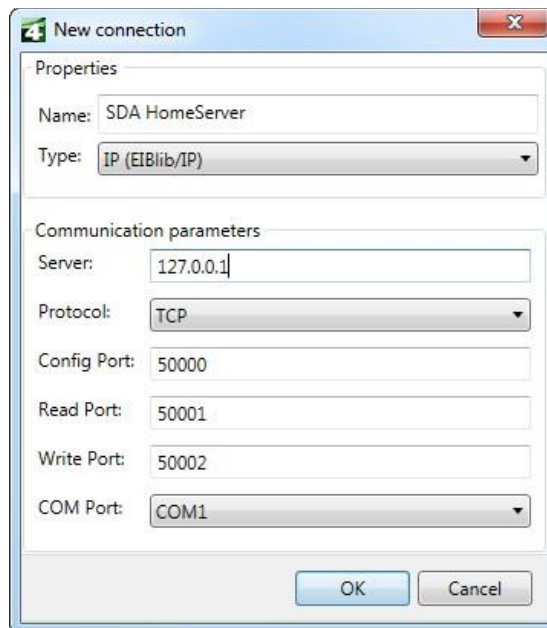 4 New connection
Properties
Name: SDA HomeServer
Type: IP (EIBlib/IP)
Communication parameters
Server: 127.0.0.1
Protocol: TCP
Config Port: 50000
Read Port: 50001
Write Port: 50002
COM Port: COM1
OK Cancel